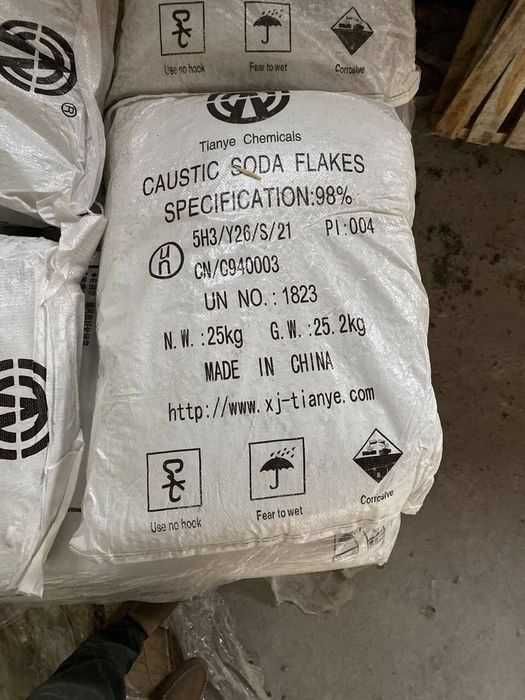 Use no hook
Fear to wet
Corrosive
®
Tianye Chemicals
CAUSTIC SODA FLAKES
SPECIFICATION:98%
5H3/Y26/S/21 PI:004
un
CN/C940003
UN NO.:1823
N.W.:25kg G.W.:25.2kg
MADE IN CHINA
http://www.xj-tianye.com
Use no hook
Fear to wet
Corrosive